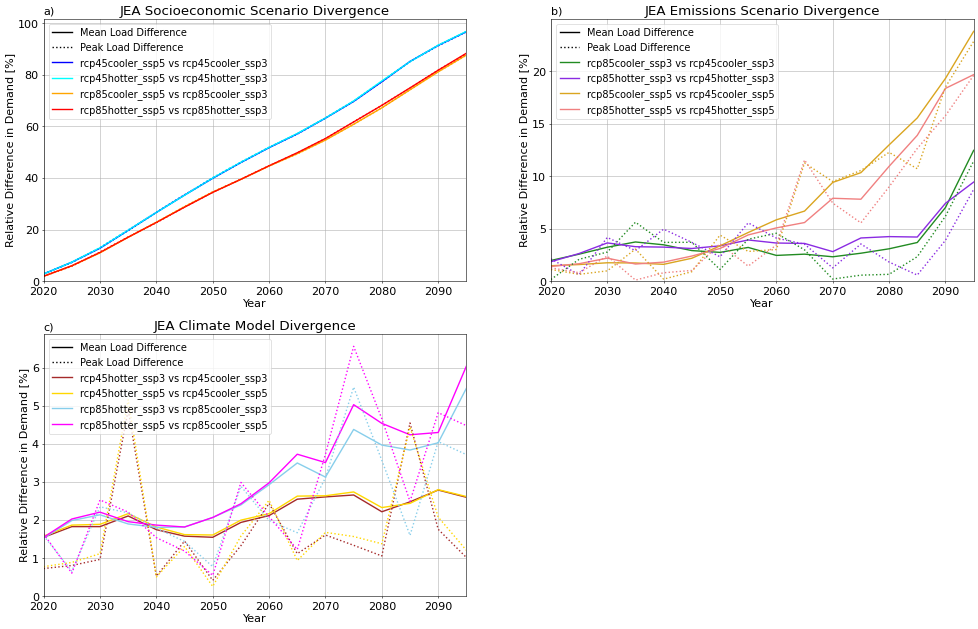 a)
JEA Socioeconomic Scenario Divergence
Relative Difference in Demand [%]
100
80
60
40
20
0
Mean Load Difference
Peak Load Difference
rcp45cooler_ssp5 vs rcp45cooler_ssp3
rcp45hotter_ssp5 vs rcp45hotter_ssp3
rcp85cooler_ssp5 vs rcp85cooler_ssp3
rcp85hotter_ssp5 vs rcp85hotter_ssp3
2020 2030 2040 2050 2060 2070 2080 2090
Year
b)
JEA Emissions Scenario Divergence
Relative Difference in Demand [%]
20
15
10
5
0
Mean Load Difference
Peak Load Difference
rcp85cooler_ssp3 vs rcp45cooler_ssp3
rcp85hotter_ssp3 vs rcp45hotter_ssp3
rcp85cooler_ssp5 vs rcp45cooler_ssp5
rcp85hotter_ssp5 vs rcp45hotter_ssp5
2020 2030 2040 2050 2060 2070 2080 2090
Year
c)
JEA Climate Model Divergence
Relative Difference in Demand [%]
6
5
4
3
2
1
0
Mean Load Difference
Peak Load Difference
rcp45hotter_ssp3 vs rcp45cooler_ssp3
rcp45hotter_ssp5 vs rcp45cooler_ssp5
rcp85hotter_ssp3 vs rcp85cooler_ssp3
rcp85hotter_ssp5 vs rcp85cooler_ssp5
2020 2030 2040 2050 2060 2070 2080 2090
Year